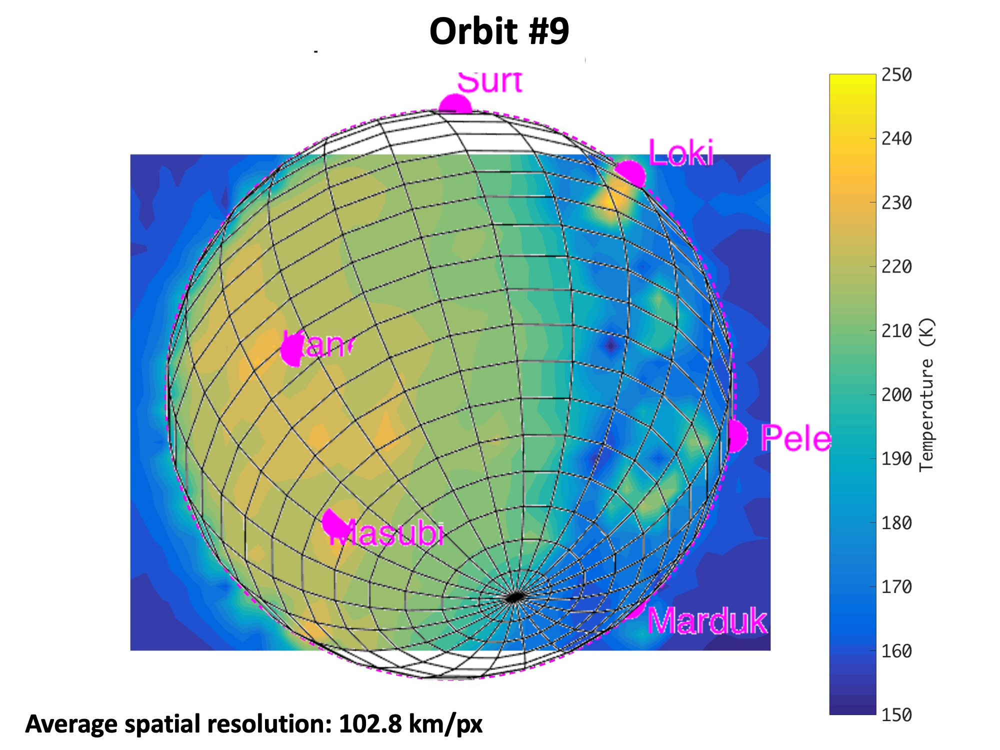 Orbit #9
Surt
Loki
Pele
Masubi
Marduk
250
240
230
220
210
200
190
180
170
160
150
Temperature (K)
Average spatial resolution: 102.8 km/px